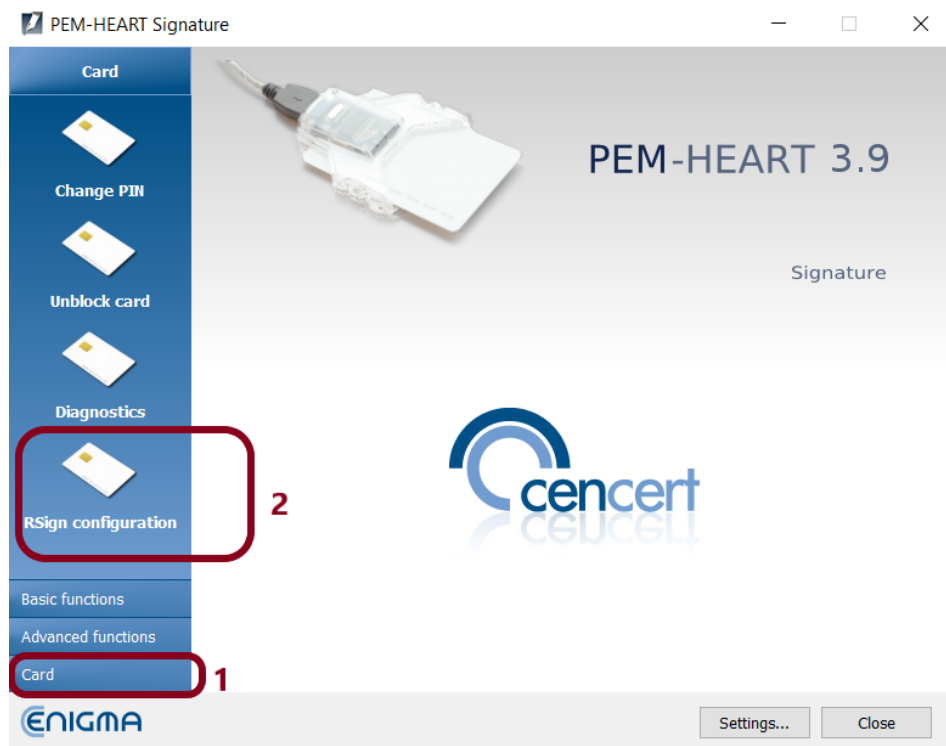 PEM-HEART Signature
Card
Change PIN
Unblock card
Diagnostics
RSign configuration
2
Basic functions
Advanced functions
Card
1
PEM-HEART 3.9
Signature
cencert
ENIGMA
Settings...
Close